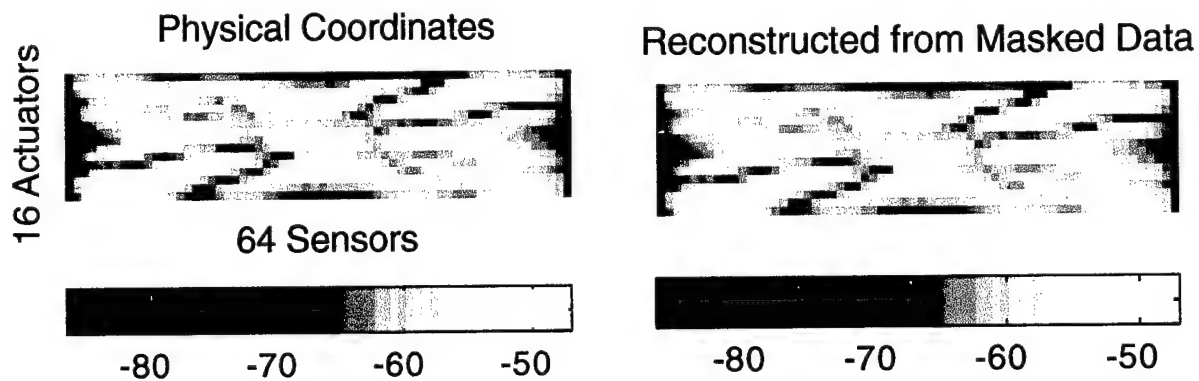 Physical Coordinates
16 Actuators
64 Sensors
-80 -70 -60 -50
Reconstructed from Masked Data
-80 -70 -60 -50